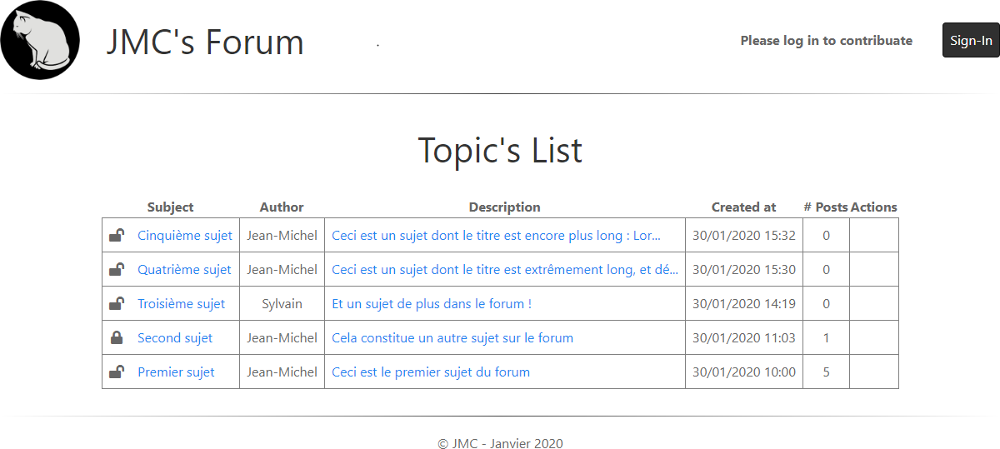 JMC's Forum . Please log in to contribuate Sign-In
Topic's List
Subject Author Description Created at # Posts Actions
Cinquième sujet Jean-Michel Ceci est un sujet dont le titre est encore plus long : Lor... 30/01/2020 15:32 0
Quatrième sujet Jean-Michel Ceci est un sujet dont le titre est extrêmement long, et dé... 30/01/2020 15:30 0
Troisième sujet Sylvain Et un sujet de plus dans le forum ! 30/01/2020 14:19 0
Second sujet Jean-Michel Cela constitue un autre sujet sur le forum 30/01/2020 11:03 1
Premier sujet Jean-Michel Ceci est le premier sujet du forum 30/01/2020 10:00 5
© JMC - Janvier 2020